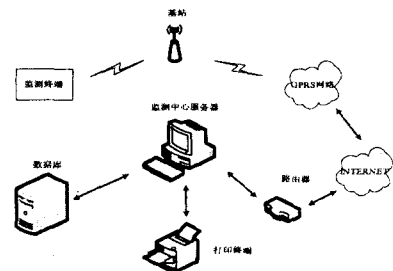 基站
监测终端
GPRS网络
监测中心服务器
数据库
路由器
INTERNET
打印终端